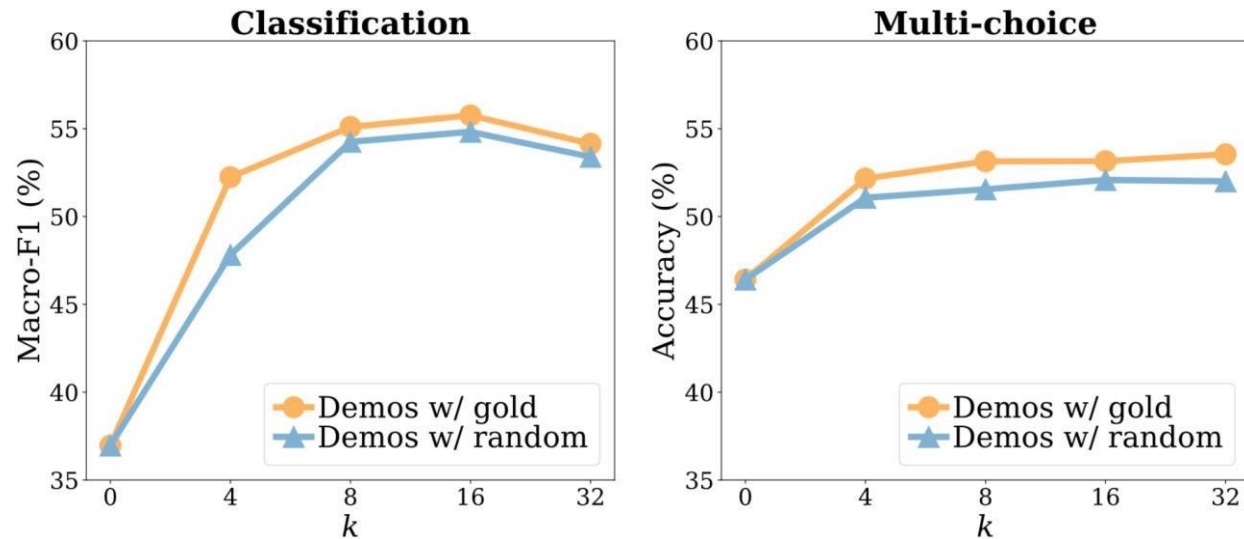 Classification
Macro-F1 (%)
60
55
50
45
40
35
0 4 8 16 32
k
Demos w/ gold
Demos w/ random
Multi-choice
Accuracy (%)
60
55
50
45
40
35
0 4 8 16 32
k
Demos w/ gold
Demos w/ random